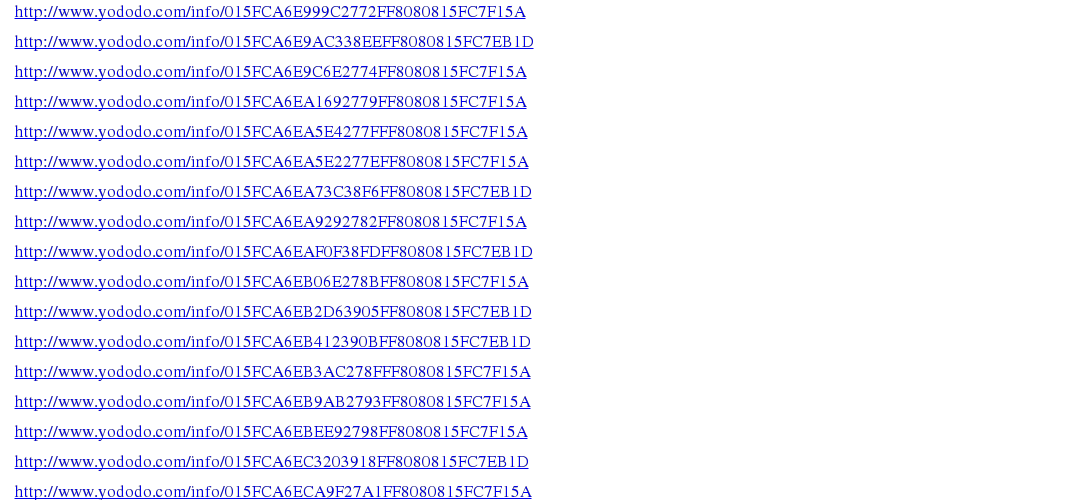 http://www.yododo.com/info/015FCA6E999C2772FF8080815FC7F15A
http://www.yododo.com/info/015FCA6E9AC338EEFF8080815FC7EB1D
http://www.yododo.com/info/015FCA6E9C6E2774FF8080815FC7F15A
http://www.yododo.com/info/015FCA6EA1692779FF8080815FC7F15A
http://www.yododo.com/info/015FCA6EA5E4277FFF8080815FC7F15A
http://www.yododo.com/info/015FCA6EA5E2277EFF8080815FC7F15A
http://www.yododo.com/info/015FCA6EA73C38F6FF8080815FC7EB1D
http://www.yododo.com/info/015FCA6EA9292782FF8080815FC7F15A
http://www.yododo.com/info/015FCA6EAF0F38FDFF8080815FC7EB1D
http://www.yododo.com/info/015FCA6EB06E278BFF8080815FC7F15A
http://www.yododo.com/info/015FCA6EB2D63905FF8080815FC7EB1D
http://www.yododo.com/info/015FCA6EB412390BFF8080815FC7EB1D
http://www.yododo.com/info/015FCA6EB3AC278FFF8080815FC7F15A
http://www.yododo.com/info/015FCA6EB9AB2793FF8080815FC7F15A
http://www.yododo.com/info/015FCA6EBEE92798FF8080815FC7F15A
http://www.yododo.com/info/015FCA6EC3203918FF8080815FC7EB1D
http://www.yododo.com/info/015FCA6ECA9F27A1FF8080815FC7F15A